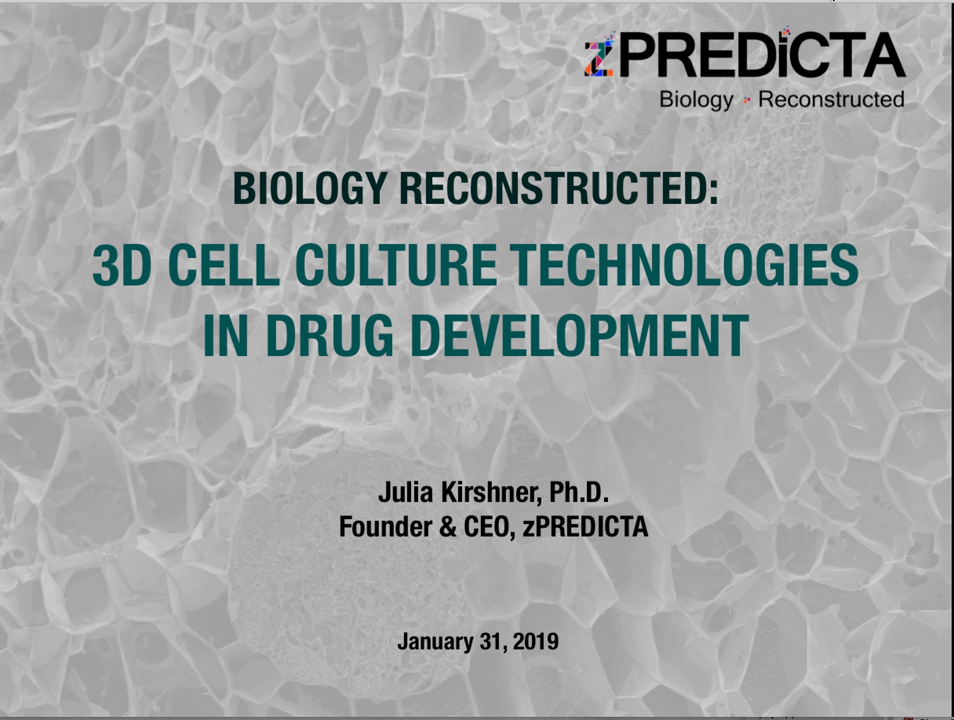 zPREDiCTA
Biology Reconstructed
BIOLOGY RECONSTRUCTED:
3D CELL CULTURE TECHNOLOGIES
IN DRUG DEVELOPMENT
Julia Kirshner, Ph.D.
Founder & CEO, zPREDICTA
January 31, 2019